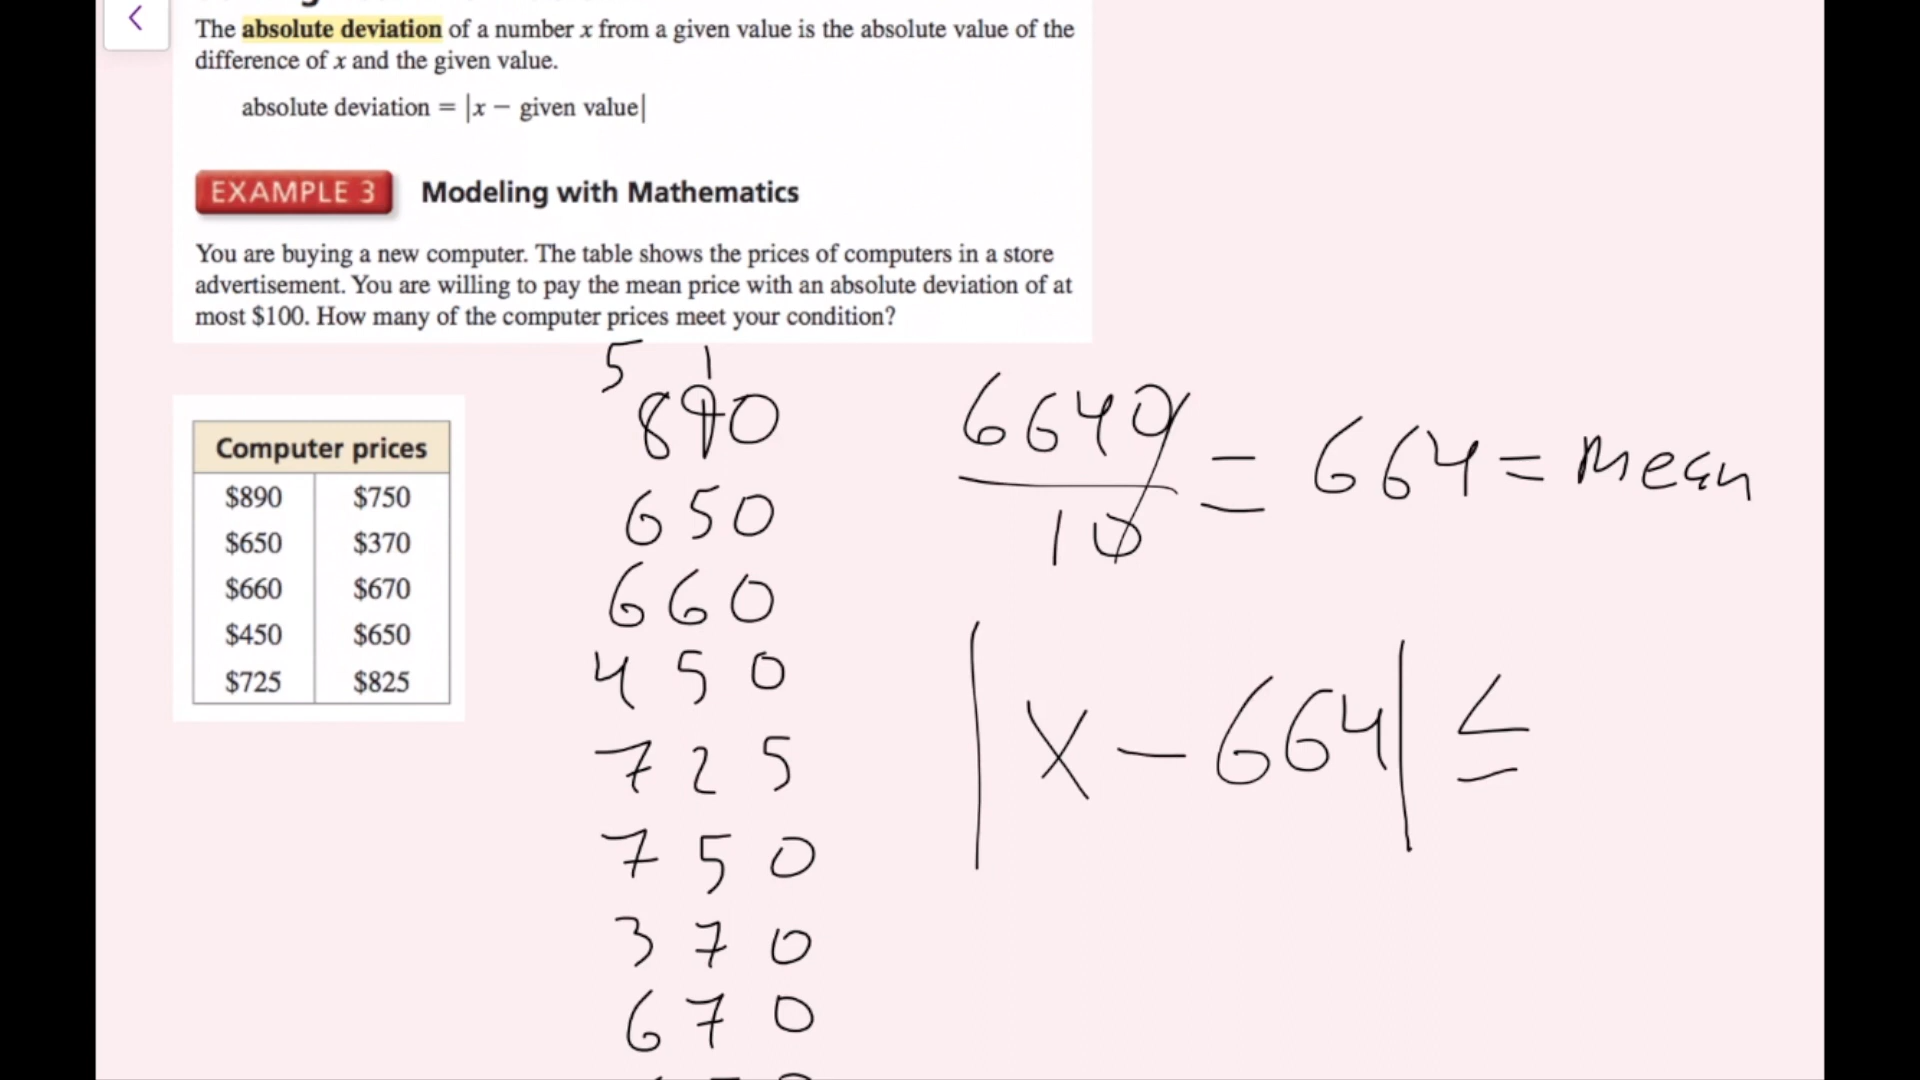 The absolute deviation of a number x from a given value is the absolute value of the
difference of x and the given value.
absolute deviation = |x − given value|
EXAMPLE 3 Modeling with Mathematics
You are buying a new computer. The table shows the prices of computers in a store
advertisement. You are willing to pay the mean price with an absolute deviation of at
most $100. How many of the computer prices meet your condition?
Computer prices
$890 $750
$650 $370
$660 $670
$450 $650
$725 $825
5 1
890
650
660
450
725
750
370
670
6640
10
= 664 = mean
|x − 664| ≤